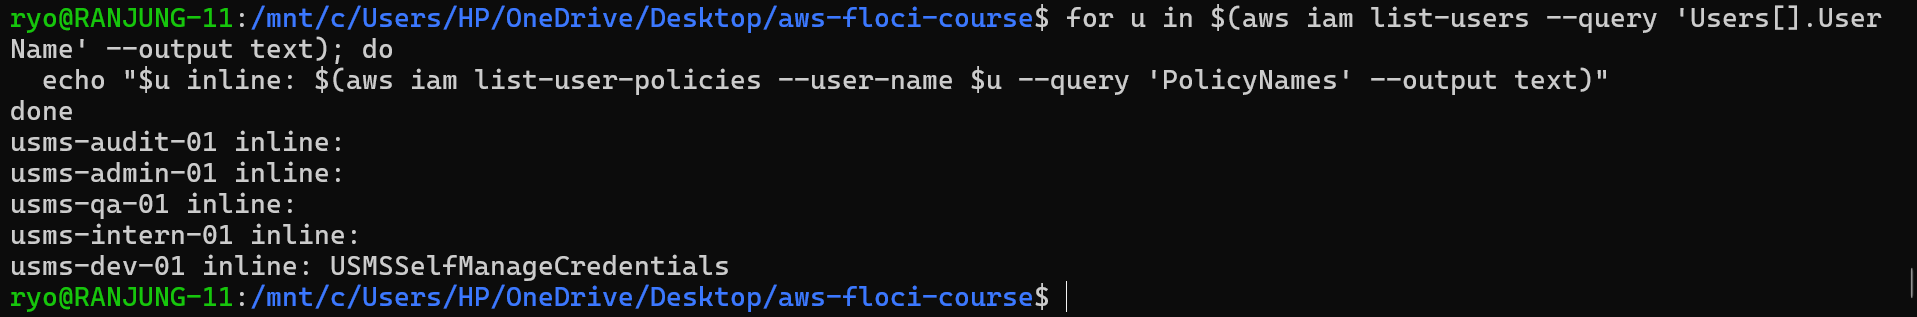 ryo@RANJUNG-11:/mnt/c/Users/HP/OneDrive/Desktop/aws-floci-course$ for u in $(aws iam list-users --query 'Users[].User
Name' --output text); do
  echo "$u inline: $(aws iam list-user-policies --user-name $u --query 'PolicyNames' --output text)"
done
usms-audit-01 inline:
usms-admin-01 inline:
usms-qa-01 inline:
usms-intern-01 inline:
usms-dev-01 inline: USMSSelfManageCredentials
ryo@RANJUNG-11:/mnt/c/Users/HP/OneDrive/Desktop/aws-floci-course$